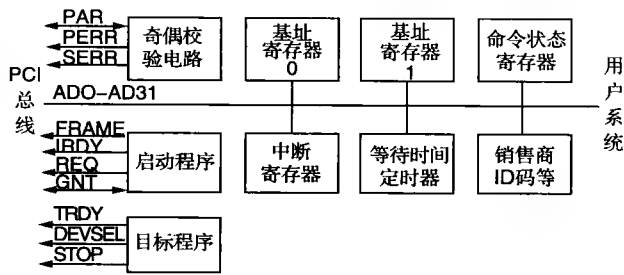 PAR
PERR
SERR
奇偶校
验电路
基址
寄存器
0
基址
寄存器
1
命令状态
寄存器
PCI
总
线
ADO-AD31
用
户
系
统
FRAME
IRDY
REQ
GNT
启动程序
中断
寄存器
等待时间
定时器
销售商
ID码等
TRDY
DEVSEL
STOP
目标程序